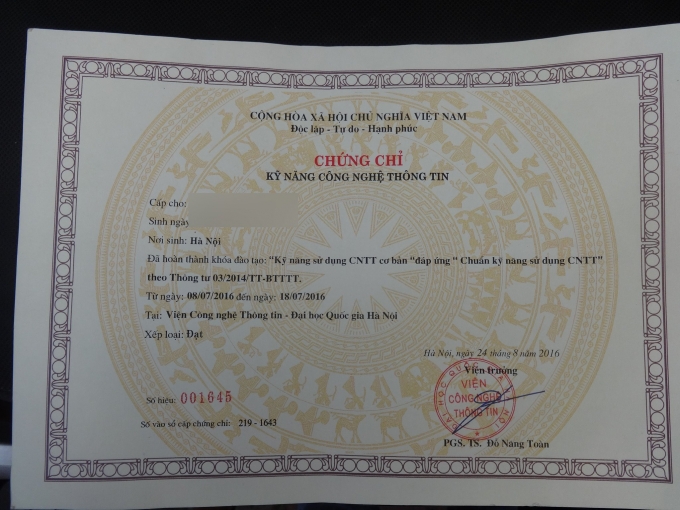 CỘNG HÒA XÃ HỘI CHỦ NGHĨA VIỆT NAM
Độc lập - Tự do - Hạnh phúc
CHỨNG CHỈ
KỸ NĂNG CÔNG NGHỆ THÔNG TIN
Cấp cho:
Sinh ngày
Nơi sinh: Hà Nội
Đã hoàn thành khóa đào tạo: "Kỹ năng sử dụng CNTT cơ bản "đáp ứng " Chuẩn kỹ năng sử dụng CNTT"
theo Thông tư 03/2014/TT-BTTTT.
Từ ngày: 08/07/2016 đến ngày: 18/07/2016
Tại: Viện Công nghệ Thông tin - Đại học Quốc gia Hà Nội
Xếp loại: Đạt
Hà Nội, ngày 24 tháng 8 năm 2016
Viện trưởng
ĐẠI HỌC QUỐC GIA HÀ NỘI
VIỆN
CÔNG NGHỆ
THÔNG TIN
Số hiệu: 001645
Số vào sổ cấp chứng chỉ: 219 - 1643
PGS. TS. Đỗ Năng Toàn